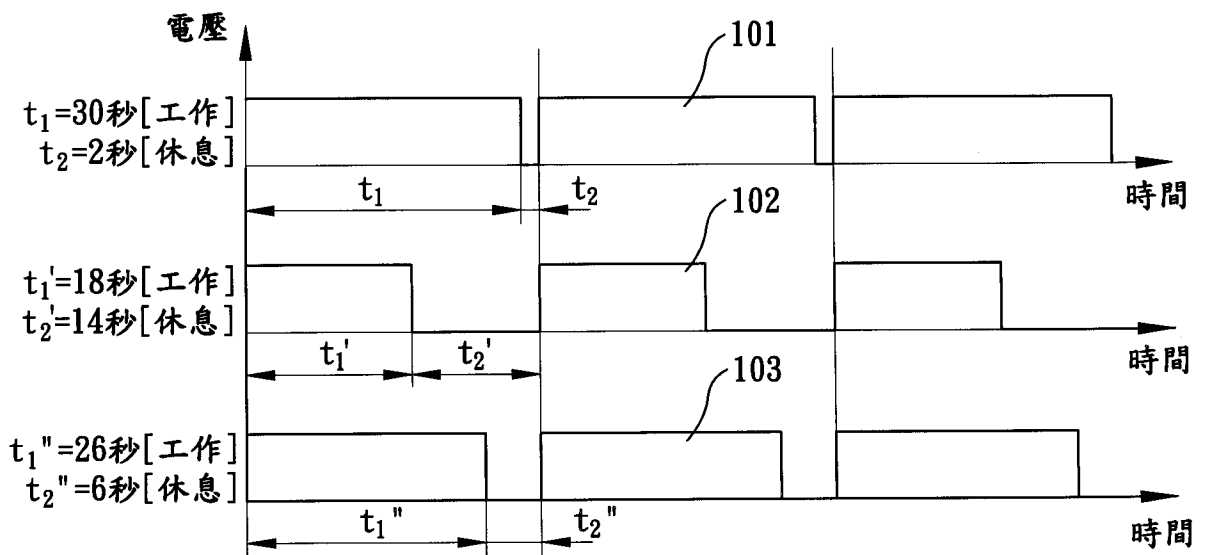 電壓
101
t₁=30秒[工作]
t₂=2秒[休息]
t₁
t₂
時間
102
t₁'=18秒[工作]
t₂'=14秒[休息]
t₁'
t₂'
時間
103
t₁"=26秒[工作]
t₂"=6秒[休息]
t₁"
t₂"
時間